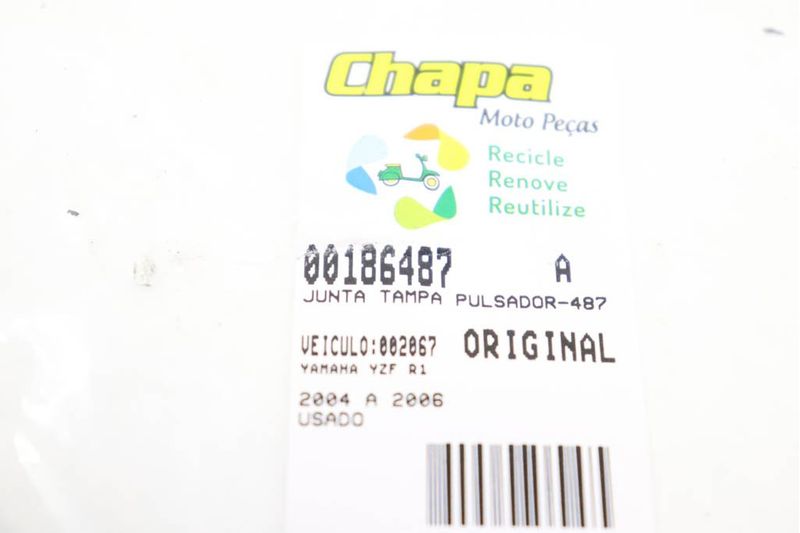 Chapa
Moto Peças
Recicle
Renove
Reutilize
00186487 A
JUNTA TAMPA PULSADOR-487
VEICULO:002067 ORIGINAL
YAMAHA YZF R1
2004 A 2006
USADO